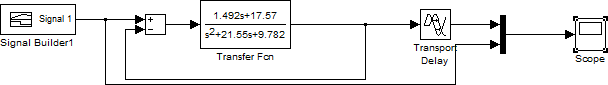 Signal 1
Signal Builder1
+
−
1.492s+17.57
s²+21.55s+9.782
Transfer Fcn
Transport
Delay
Scope